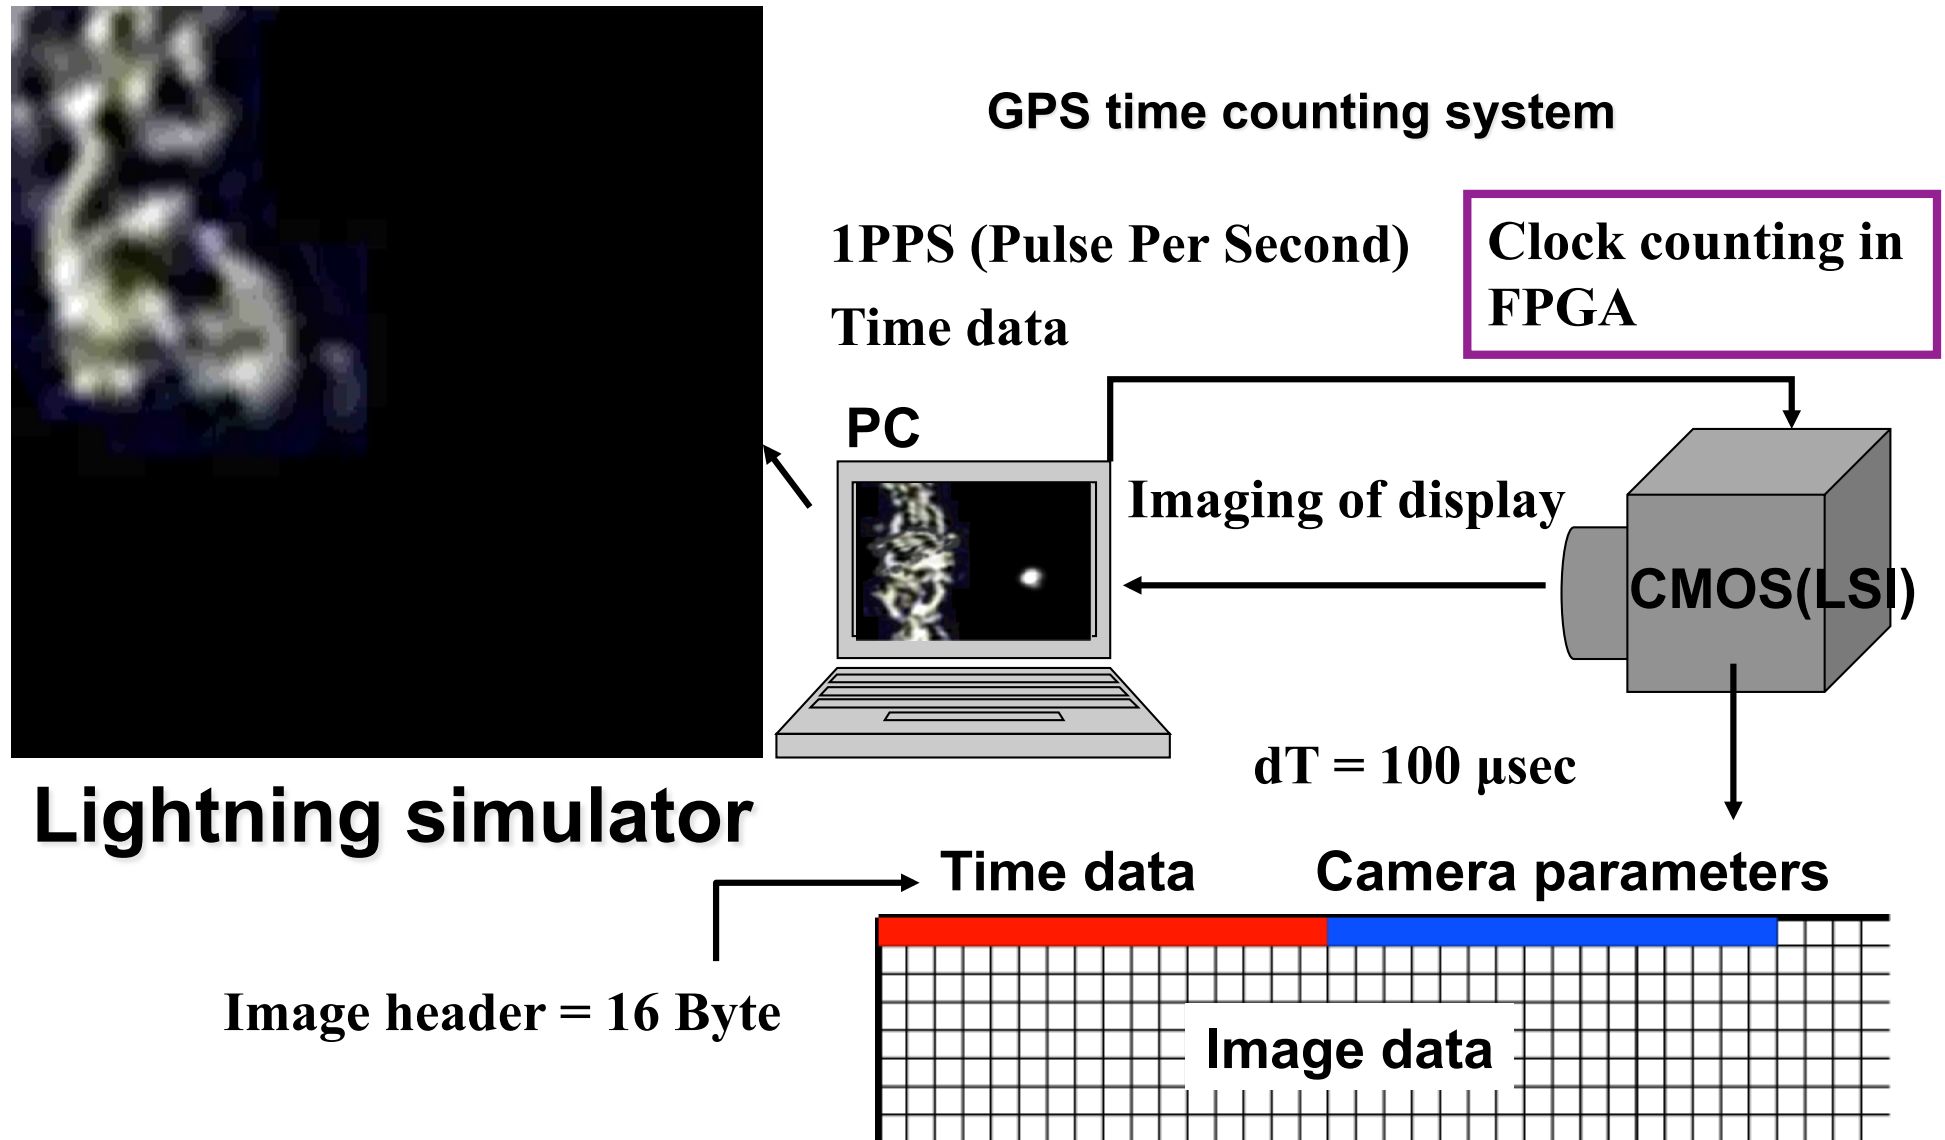 GPS time counting system
1PPS (Pulse Per Second)
Time data
Clock counting in
FPGA
PC
Imaging of display
CMOS(LSI)
dT = 100 μsec
Lightning simulator
Time data
Camera parameters
Image header = 16 Byte
Image data